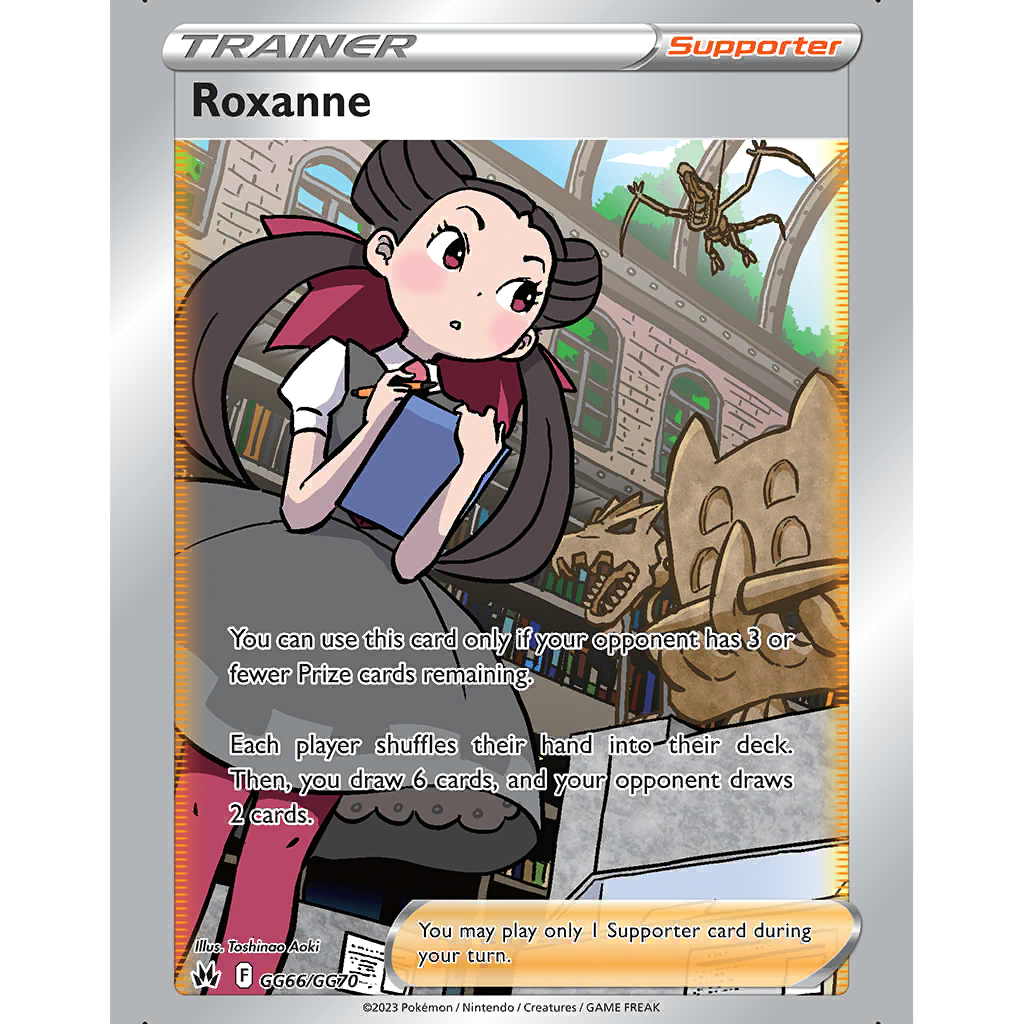 TRAINER
Supporter
Roxanne
You can use this card only if your opponent has 3 or
fewer Prize cards remaining.
Each player shuffles their hand into their deck.
Then, you draw 6 cards, and your opponent draws
2 cards.
You may play only 1 Supporter card during
your turn.
Illus. Toshinao Aoki
F GG66/GG70
©2023 Pokémon / Nintendo / Creatures / GAME FREAK